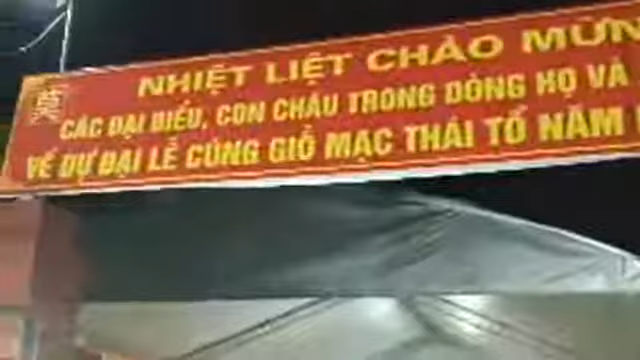 NHIỆT LIỆT CHÀO MỪN
CÁC ĐẠI BIỂU, CON CHÁU TRONG DÒNG HỌ VÀ
VỀ DỰ ĐẠI LỄ CÚNG GIỖ MẠC THÁI TỔ NĂM